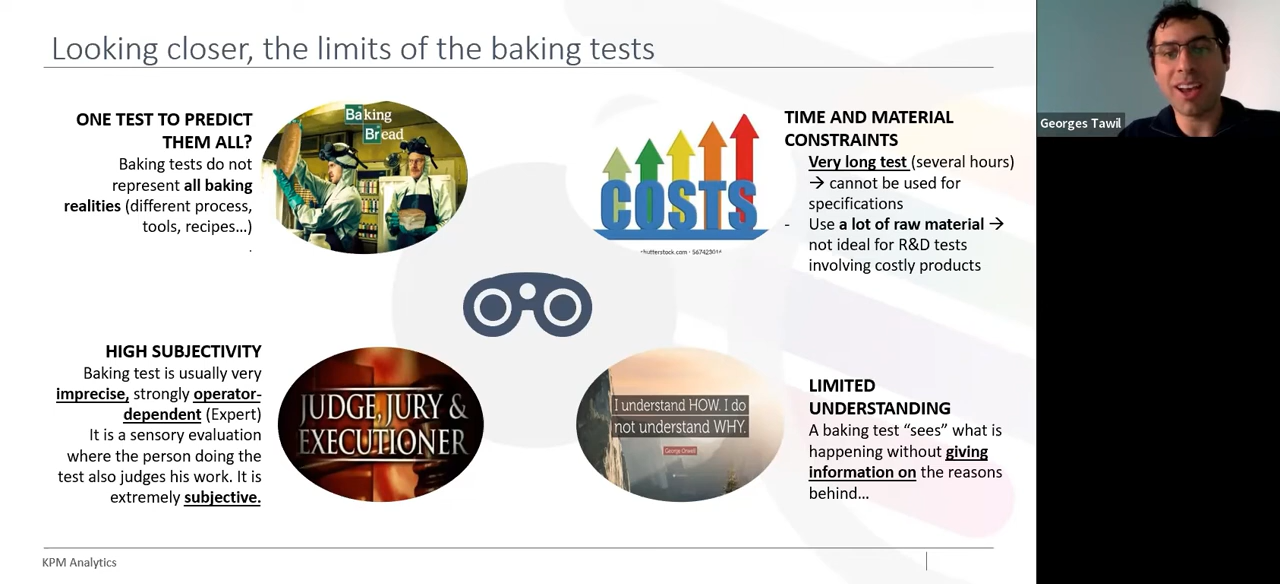 Looking closer, the limits of the baking tests
ONE TEST TO PREDICT
THEM ALL?
Baking tests do not
represent all baking
realities (different process,
tools, recipes...)
.
Baking
Bread
COSTS
TIME AND MATERIAL
CONSTRAINTS
Very long test (several hours)
→ cannot be used for
specifications
- Use a lot of raw material →
not ideal for R&D tests
involving costly products
HIGH SUBJECTIVITY
Baking test is usually very
imprecise, strongly operator-
dependent (Expert)
It is a sensory evaluation
where the person doing the
test also judges his work. It is
extremely subjective.
JUDGE, JURY &
EXECUTIONER
I understand HOW. I do
not understand WHY.
George Orwell
LIMITED
UNDERSTANDING
A baking test “sees” what is
happening without giving
information on the reasons
behind...
KPM Analytics
Georges Tawil